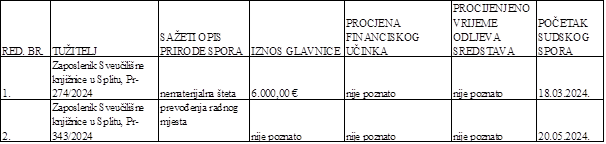 RED. BR. TUŽITELJ SAŽETI OPIS PRIRODE SPORA IZNOS GLAVNICE PROCJENA FINANCISKOG UČINKA PROCIJENJENO VRIJEME ODLJEVA SREDSTAVA POČETAK SUDSKOG SPORA
1. Zaposlenik Sveučilišne knjižnice u Splitu, Pr-274/2024 nematerijalna šteta 6.000,00 € nije poznato nije poznato 18.03.2024.
2. Zaposlenik Sveučilišne knjižnice u Splitu, Pr-343/2024 prevođenja radnog mjesta nije poznato nije poznato nije poznato 20.05.2024.